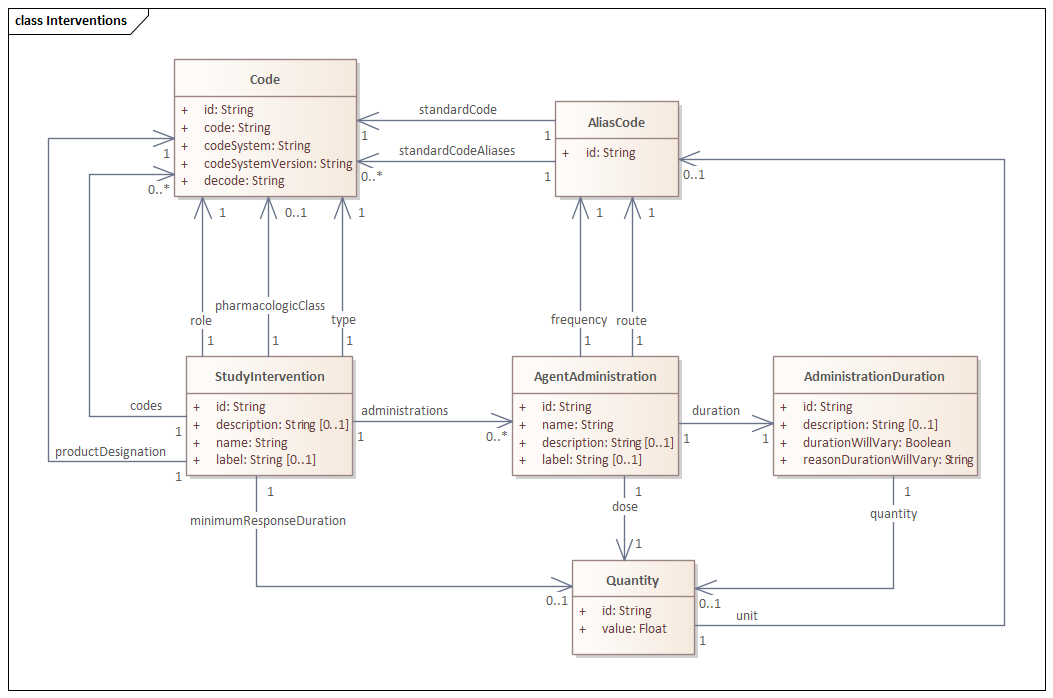 class Interventions
Code
+ id: String
+ code: String
+ codeSystem: String
+ codeSystemVersion: String
+ decode: String
standardCode
1
1
standardCodeAliases
0..*
1
AliasCode
+ id: String
0..1
1
0..*
1
0..1
1
1
1
role
pharmacologicClass
type
frequency
route
1
1
1
1
1
codes
1
productDesignation
1
StudyIntervention
+ id: String
+ description: String [0..1]
+ name: String
+ label: String [0..1]
administrations
1
0..*
AgentAdministration
+ id: String
+ name: String
+ description: String [0..1]
+ label: String [0..1]
duration
1
1
AdministrationDuration
+ id: String
+ description: String [0..1]
+ durationWillVary: Boolean
+ reasonDurationWillVary: String
1
minimumResponseDuration
0..1
1
dose
1
1
quantity
0..1
Quantity
+ id: String
+ value: Float
unit
1